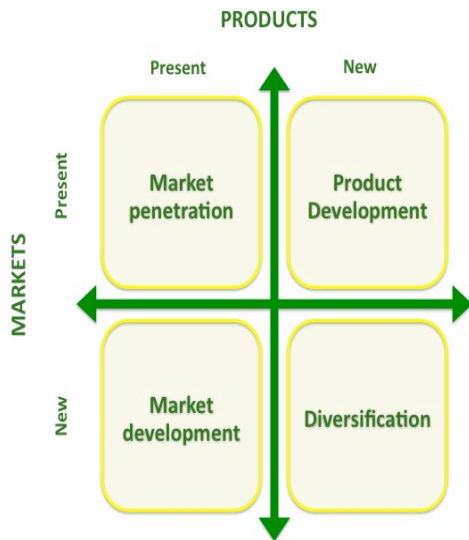 PRODUCTS
Present
New
Present
Market
penetration
Product
Development
MARKETS
New
Market
development
Diversification